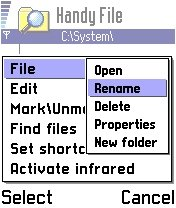 Handy File
C:\System\
File
Edit
Mark\Unm
Find files
Set shortc
Activate infrared
Open
Rename
Delete
Properties
New folder
Select
Cancel